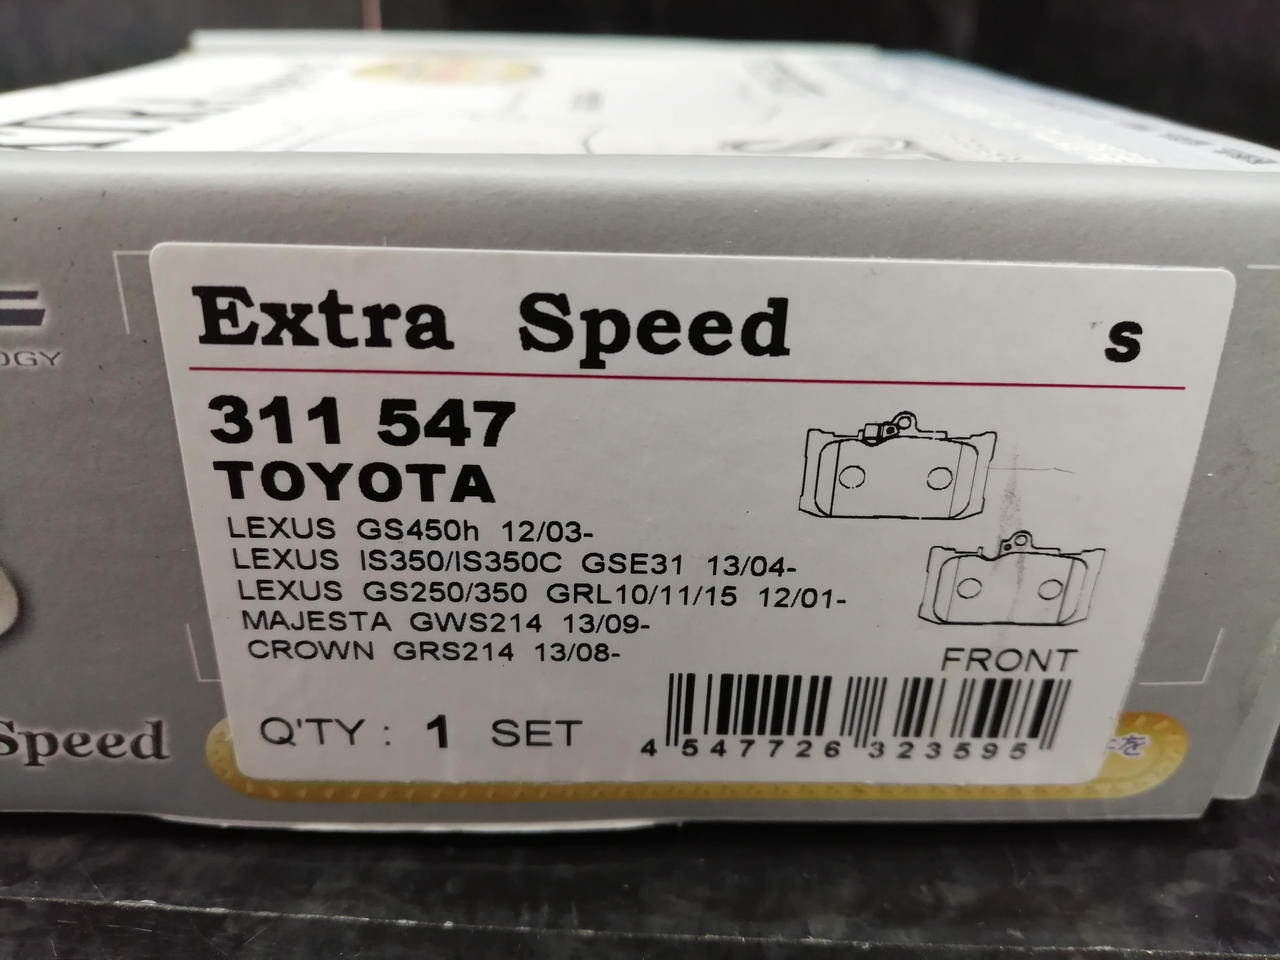 Extra Speed S
311 547
TOYOTA
LEXUS GS450h 12/03-
LEXUS IS350/IS350C GSE31 13/04-
LEXUS GS250/350 GRL10/11/15 12/01-
MAJESTA GWS214 13/09-
CROWN GRS214 13/08-
FRONT
Q'TY : 1 SET
4 547726 323595
Speed
を